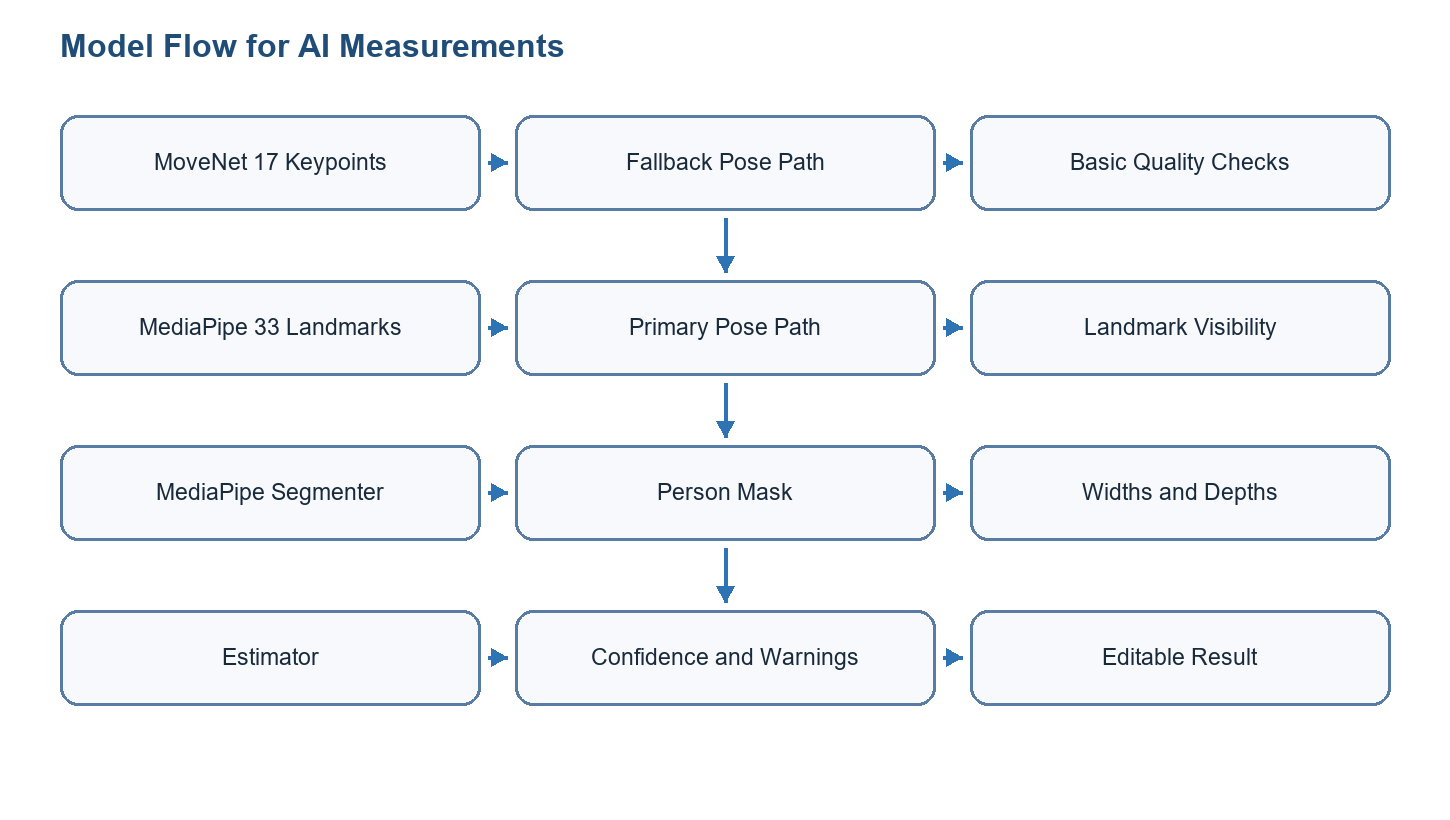 Model Flow for AI Measurements
MoveNet 17 Keypoints
Fallback Pose Path
Basic Quality Checks
MediaPipe 33 Landmarks
Primary Pose Path
Landmark Visibility
MediaPipe Segmenter
Person Mask
Widths and Depths
Estimator
Confidence and Warnings
Editable Result